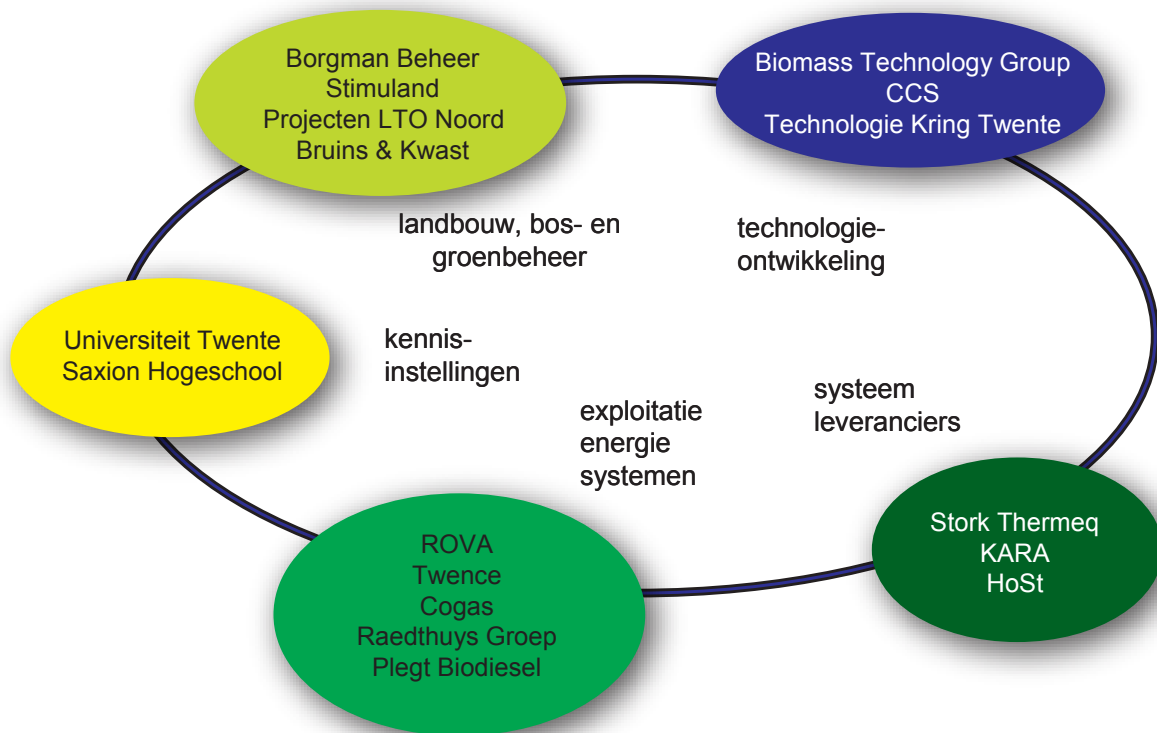 Borgman Beheer
Stimuland
Projecten LTO Noord
Bruins & Kwast
Biomass Technology Group
CCS
Technologie Kring Twente
landbouw, bos- en
groenbeheer
technologie-
ontwikkeling
Universiteit Twente
Saxion Hogeschool
kennis-
instellingen
exploitatie
energie
systemen
systeem
leveranciers
ROVA
Twence
Cogas
Raedthuys Groep
Plegt Biodiesel
Stork Thermeq
KARA
HoSt